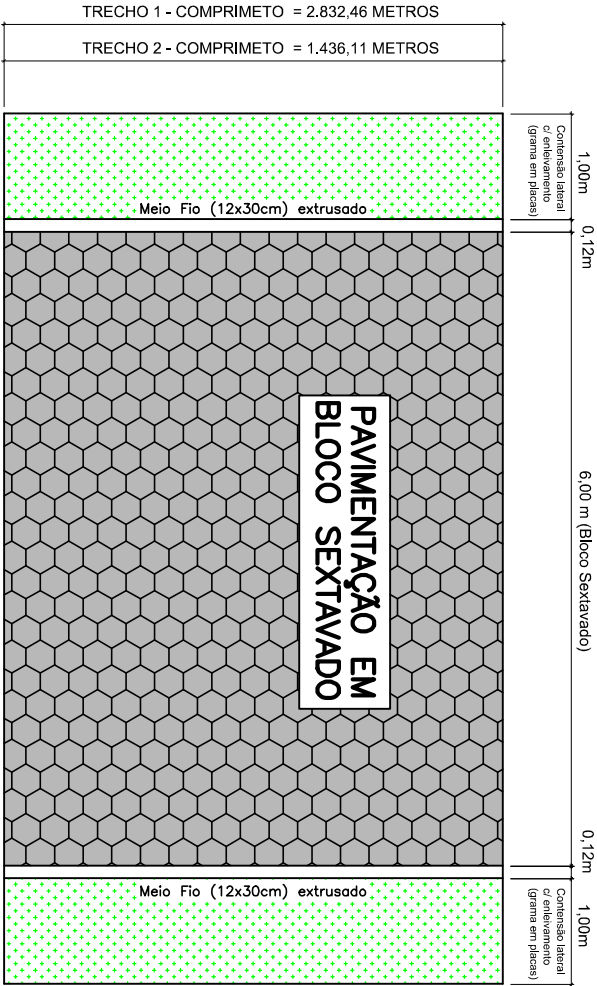 TRECHO 1 - COMPRIMETO = 2.832,46 METROS
TRECHO 2 - COMPRIMETO = 1.436,11 METROS
Contensão lateral
c/ enleivamento
(grama em placas)
1,00m
Meio Fio (12x30cm) extrusado
0,12m
PAVIMENTAÇÃO EM
BLOCO SEXTAVADO
6,00 m (Bloco Sextavado)
0,12m
Meio Fio (12x30cm) extrusado
Contensão lateral
c/ enleivamento
(grama em placas)
1,00m